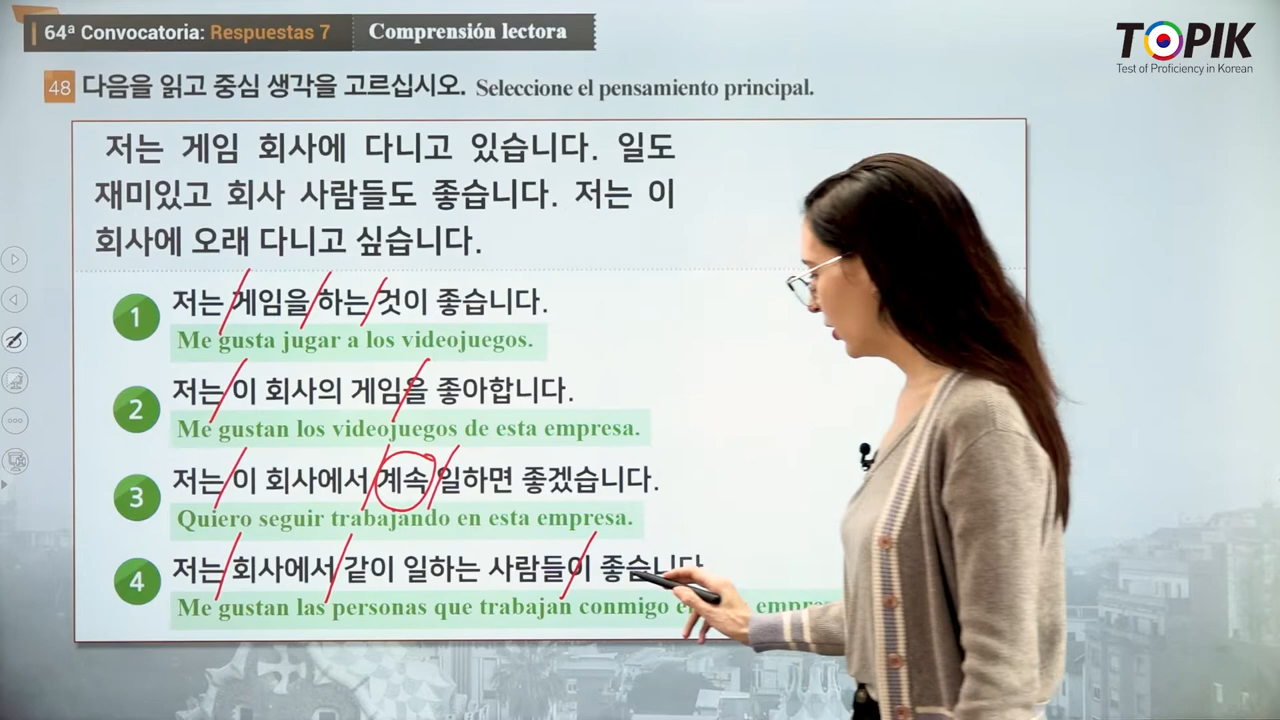 64ª Convocatoria: Respuestas 7 Comprensión lectora
TOPIK
Test of Proficiency in Korean
48 다음을 읽고 중심 생각을 고르십시오. Seleccione el pensamiento principal.
저는 게임 회사에 다니고 있습니다. 일도
재미있고 회사 사람들도 좋습니다. 저는 이
회사에 오래 다니고 싶습니다.
1 저는 게임을 하는 것이 좋습니다.
Me gusta jugar a los videojuegos.
2 저는 이 회사의 게임을 좋아합니다.
Me gustan los videojuegos de esta empresa.
3 저는 이 회사에서 계속 일하면 좋겠습니다.
Quiero seguir trabajando en esta empresa.
4 저는 회사에서 같이 일하는 사람들이 좋습니다
Me gustan las personas que trabajan conmigo